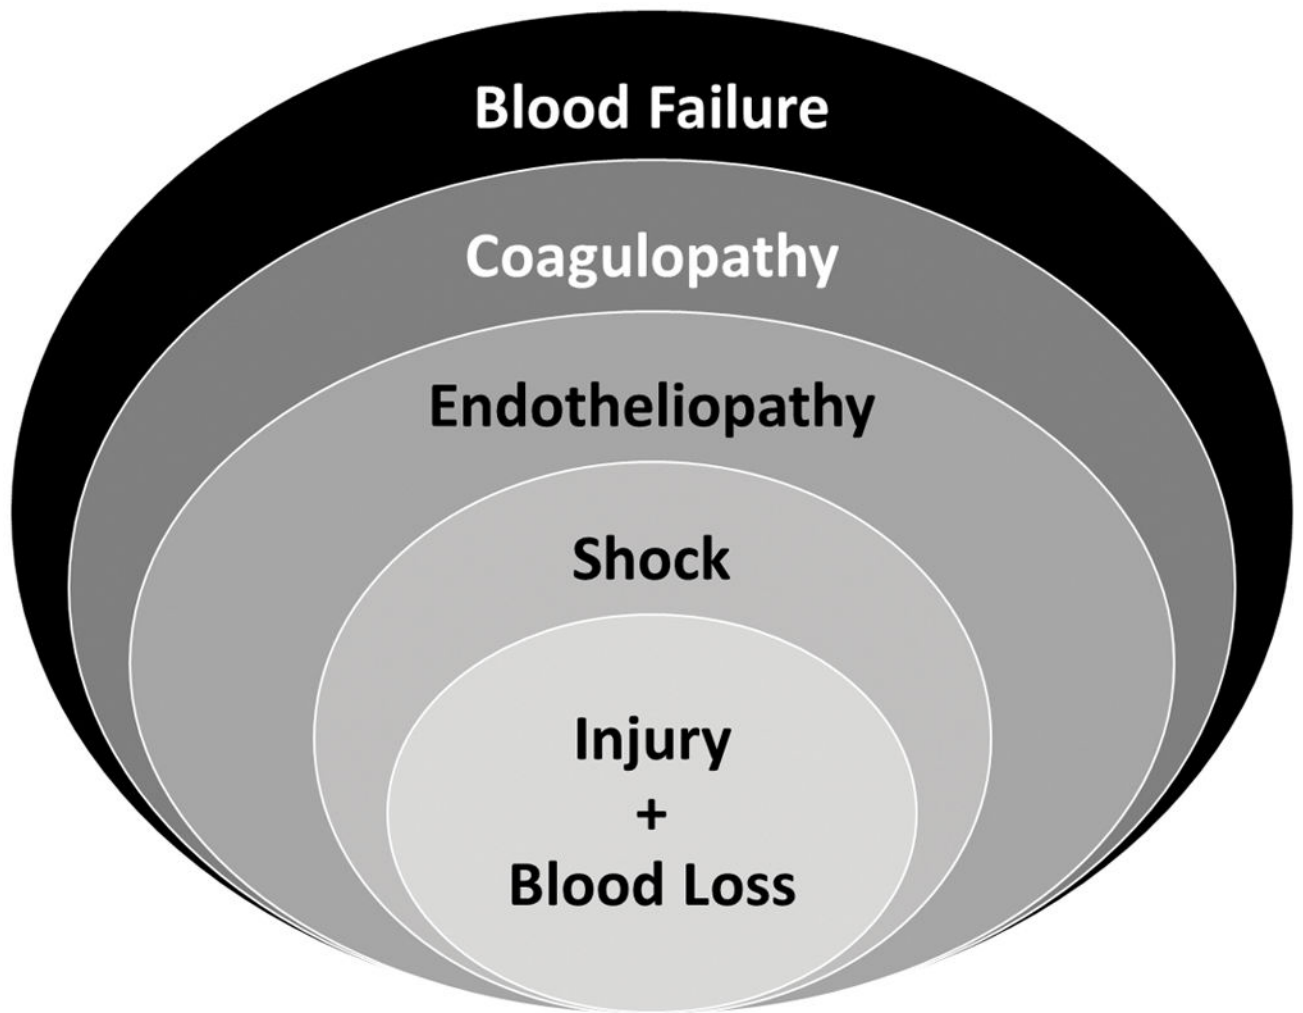 Blood Failure
Coagulopathy
Endotheliopathy
Shock
Injury
+
Blood Loss